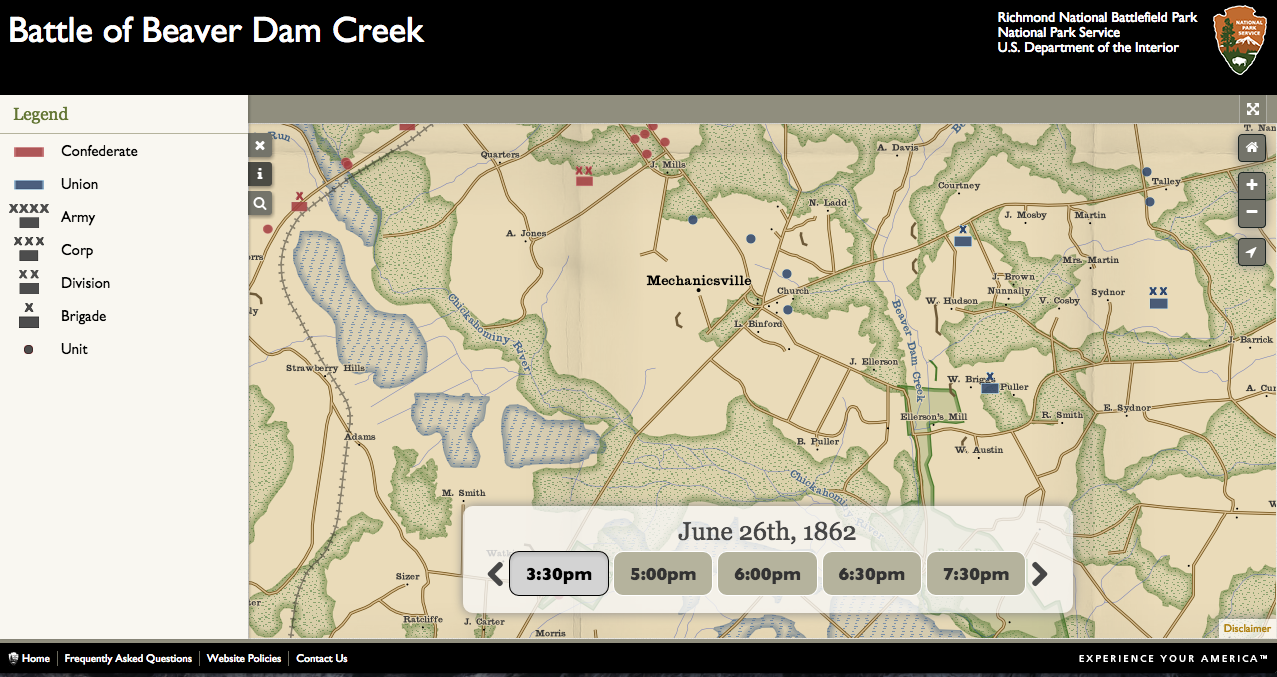 Battle of Beaver Dam Creek
Richmond National Battlefield Park
National Park Service
U.S. Department of the Interior
NATIONAL
PARK
SERVICE
Legend
Confederate
Union
XXXX
Army
XXX
Corp
XX
Division
X
Brigade
Unit
Run
i
X
Quarters
XX
J. Mills
A. Davis
T. Nan
Courtney
Talley
N. Ladd
J. Mosby
Martin
A. Jones
X
Mrs. Martin
Mechanicsville
J. Brown
Nunnally
Church
W. Hudson
V. Cosby
Sydnor
XX
L. Binford
Chickahominy River
Beaver Dam Creek
J. Barrick
Strawberry Hills
J. Ellerson
X
Puller
A. Cur
Ellerson's Mill
R. Smith
E. Sydnor
Adams
B. Puller
W. Austin
M. Smith
Chickahominy River
June 26th, 1862
3:30pm
5:00pm
6:00pm
6:30pm
7:30pm
Sizer
Ratcliffe
J. Carter
Morris
Disclaimer
Home
Frequently Asked Questions
Website Policies
Contact Us
EXPERIENCE YOUR AMERICA™